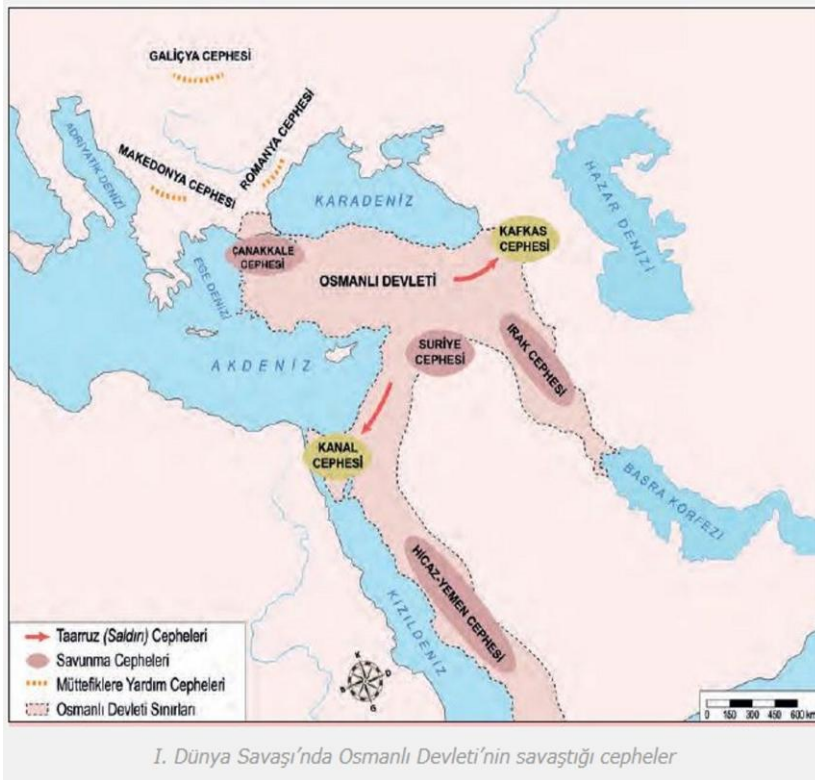 GALİÇYA CEPHESİ
ADRİYATİK DENİZİ
MAKEDONYA CEPHESİ
ROMANYA CEPHESİ
KARADENİZ
HAZAR DENİZİ
KAFKAS
CEPHESİ
ÇANAKKALE
CEPHESİ
EGE DENİZİ
OSMANLI DEVLETİ
SURİYE
CEPHESİ
IRAK CEPHESİ
AKDENİZ
KANAL
CEPHESİ
BASRA KÖRFEZİ
HİCAZ-YEMEN CEPHESİ
KIZILDENİZ
Taarruz (Saldırı) Cepheleri
Savunma Cepheleri
Müttefiklere Yardım Cepheleri
Osmanlı Devleti Sınırları
K
D
B
G
0 150 300 450 600 km
I. Dünya Savaşı’nda Osmanlı Devleti’nin savaştığı cepheler